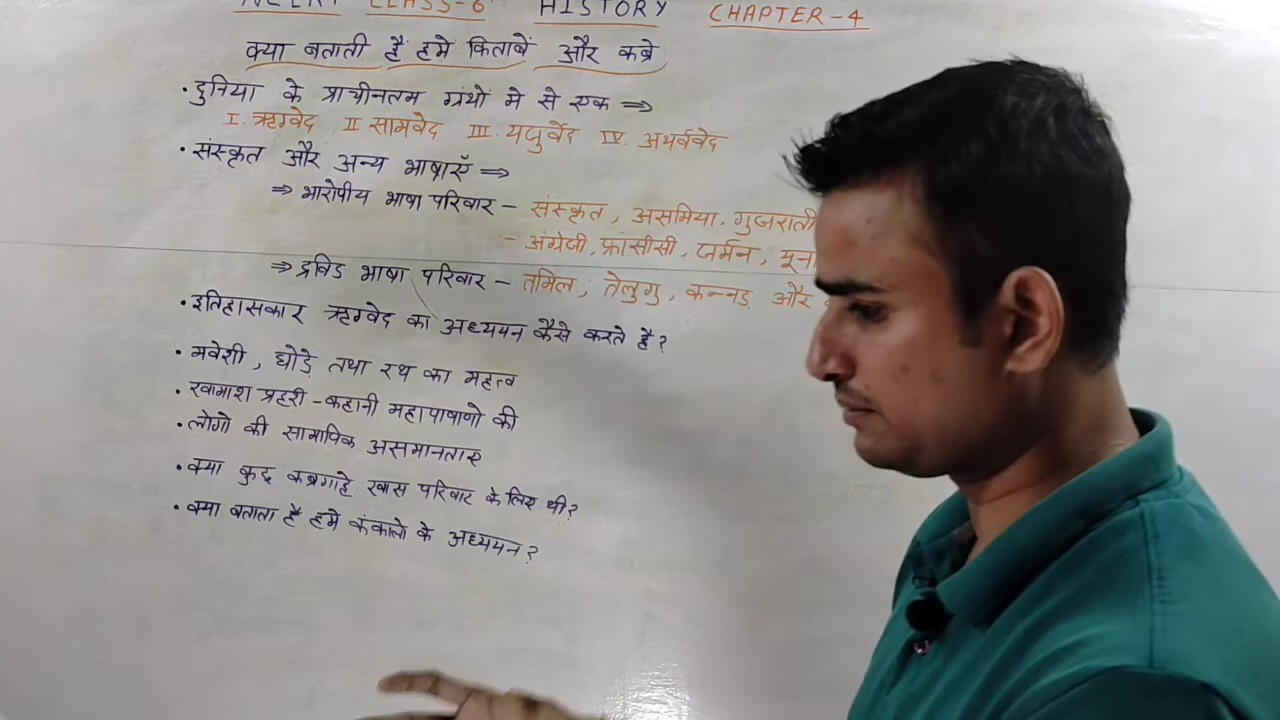 NCERT CLASS-6 HISTORY CHAPTER-4
क्या बताती हैं हमें किताबें और कब्रे
• दुनिया के प्राचीनतम ग्रंथों मे से एक ⇒
I. ऋग्वेद II सामवेद III. यजुर्वेद IV. अथर्ववेद
• संस्कृत और अन्य भाषाएँ ⇒
⇒ भारोपीय भाषा परिवार – संस्कृत, असमिया. गुजराती
– अंग्रेजी, फ्रांसीसी, जर्मन,
⇒ द्रविड भाषा परिवार – तमिल, तेलुगु, कन्नड़ और
• इतिहासकार ऋग्वेद का अध्ययन कैसे करते है?
• मवेशी, घोड़े तथा रथ का महत्व
• खामोश प्रहरी – कहानी महापाषाणो की
• लोगो की सामाजिक असमानताए
• क्या कुछ कब्रगाहे खास परिवार के लिए थी?
• क्या बताता है हमे कंकालो के अध्ययन?